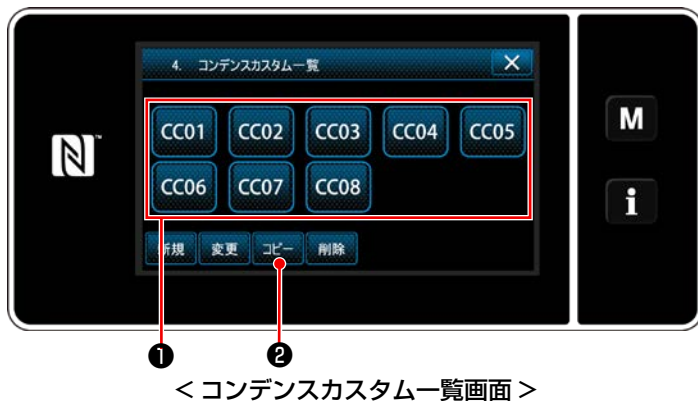 4. コンデンスカスタム一覧
CC01 CC02 CC03 CC04 CC05
M
CC06 CC07 CC08
i
新規 変更 コピー 削除
❶ ❷
＜コンデンスカスタム一覧画面＞